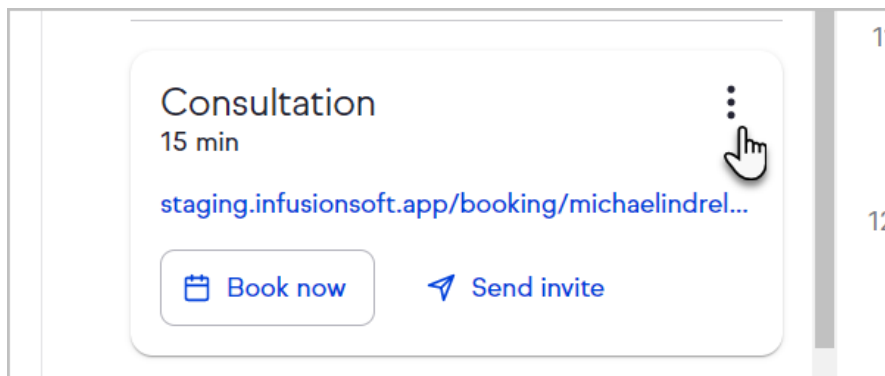 Consultation
15 min
staging.infusionsoft.app/booking/michaelindrel...
Book now
Send invite